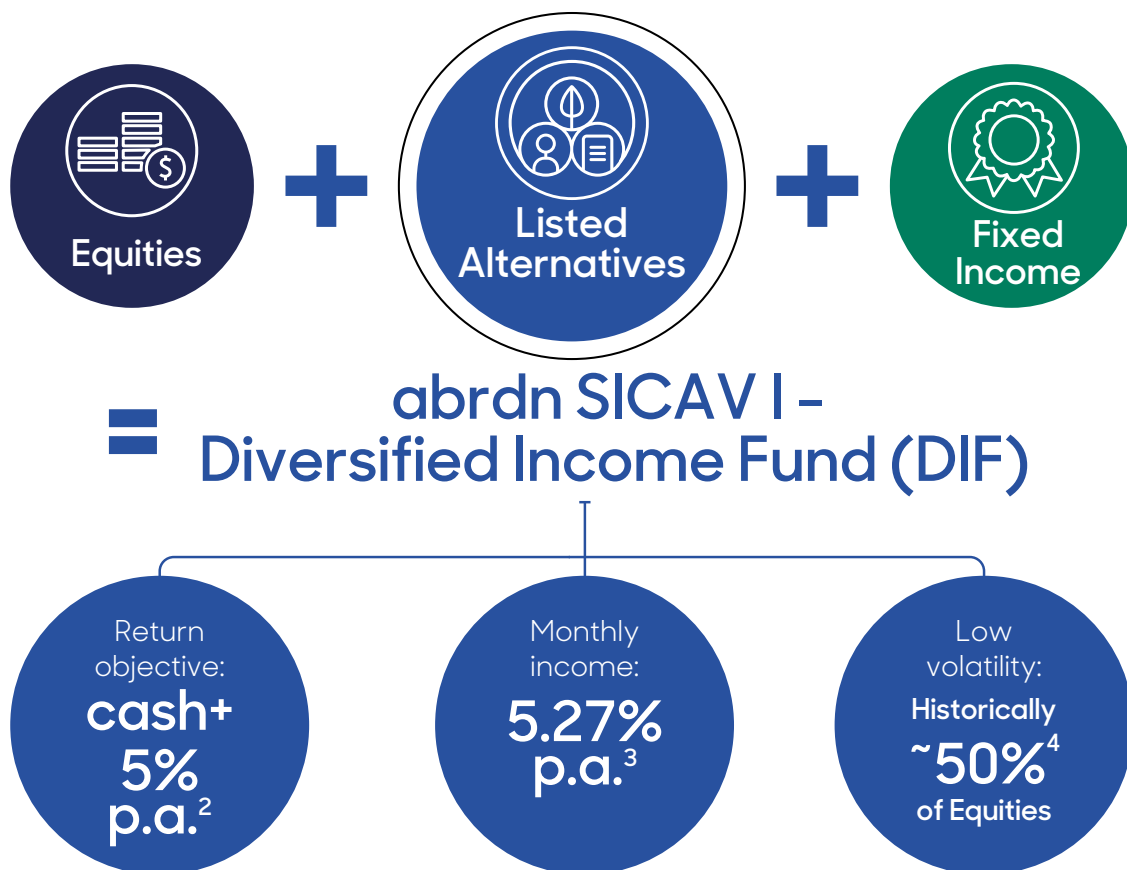 $
Equities
+
Listed
Alternatives
+
Fixed
Income
=
abrdn SICAV I –
Diversified Income Fund (DIF)
Return
objective:
cash+
5%
p.a.²
Monthly
income:
5.27%
p.a.³
Low
volatility:
Historically
~50%⁴
of Equities